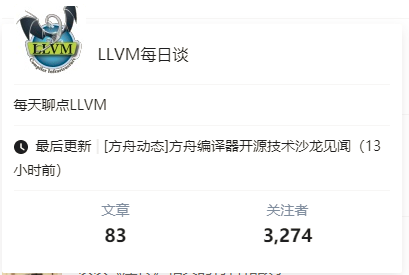 LLVM
Compiler Infrastructure
LLVM每日谈
每天聊点LLVM
最后更新 | [方舟动态]方舟编译器开源技术沙龙见闻（13
小时前）
文章
关注者
83
3,274